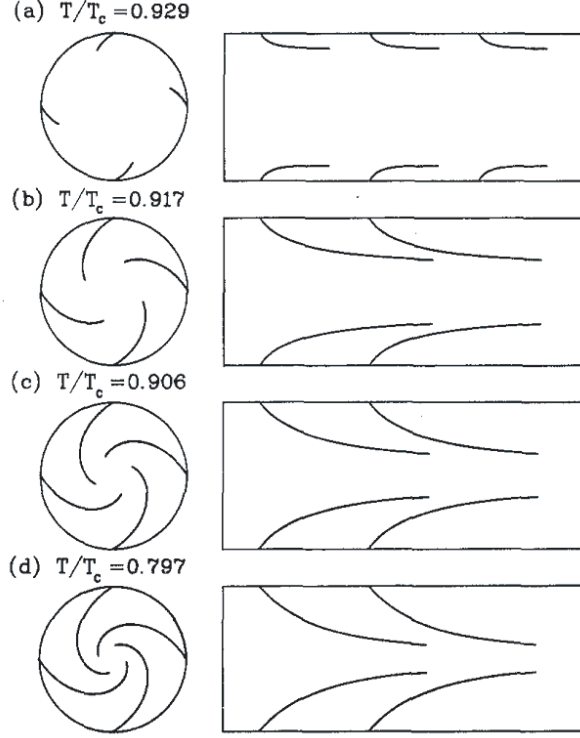 (a) T/T_c =0.929
(b) T/T_c =0.917
(c) T/T_c =0.906
(d) T/T_c =0.797